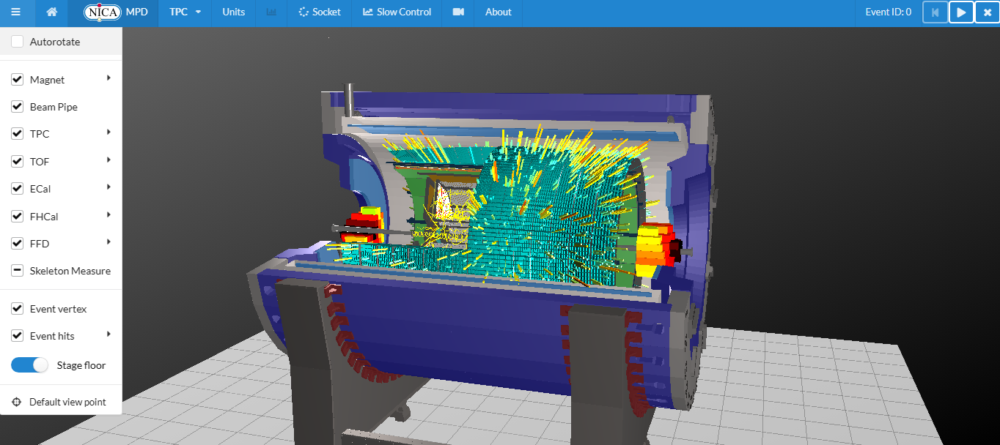 NICA MPD TPC Units Socket Slow Control About Event ID: 0
Autorotate
Magnet
Beam Pipe
TPC
TOF
ECal
FHCal
FFD
Skeleton Measure
Event vertex
Event hits
Stage floor
Default view point